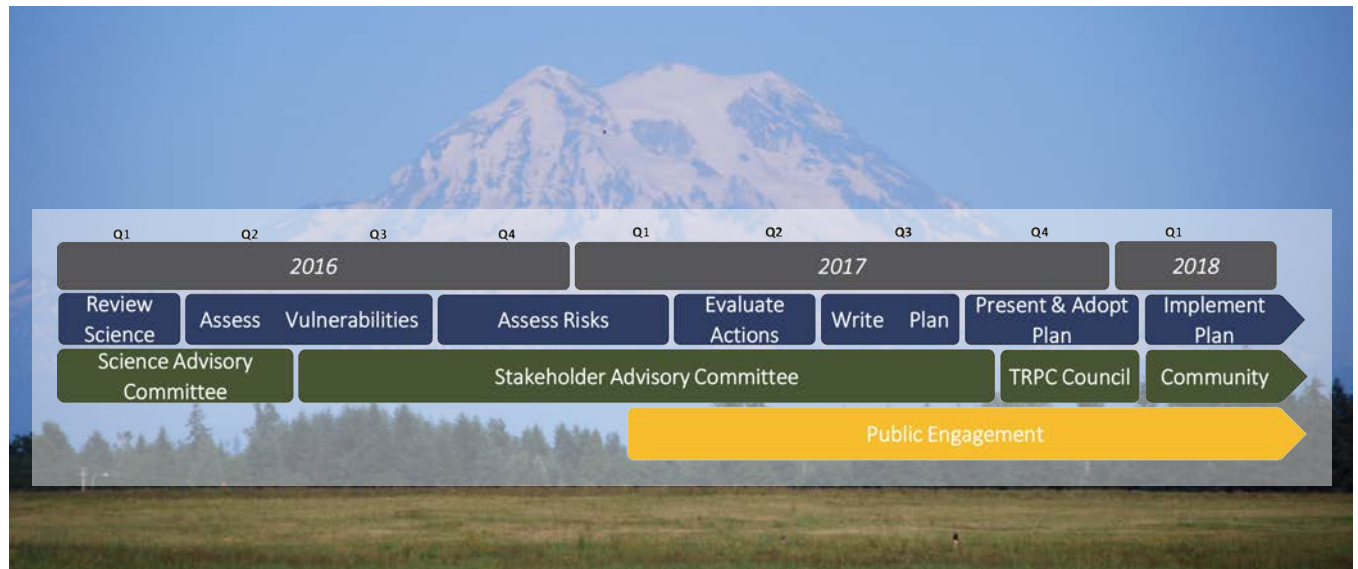 Q1 Q2 Q3 Q4 Q1 Q2 Q3 Q4 Q1
2016 2017 2018
Review
Science
Assess Vulnerabilities
Assess Risks
Evaluate
Actions
Write Plan
Present & Adopt
Plan
Implement
Plan
Science Advisory
Committee
Stakeholder Advisory Committee
TRPC Council
Community
Public Engagement